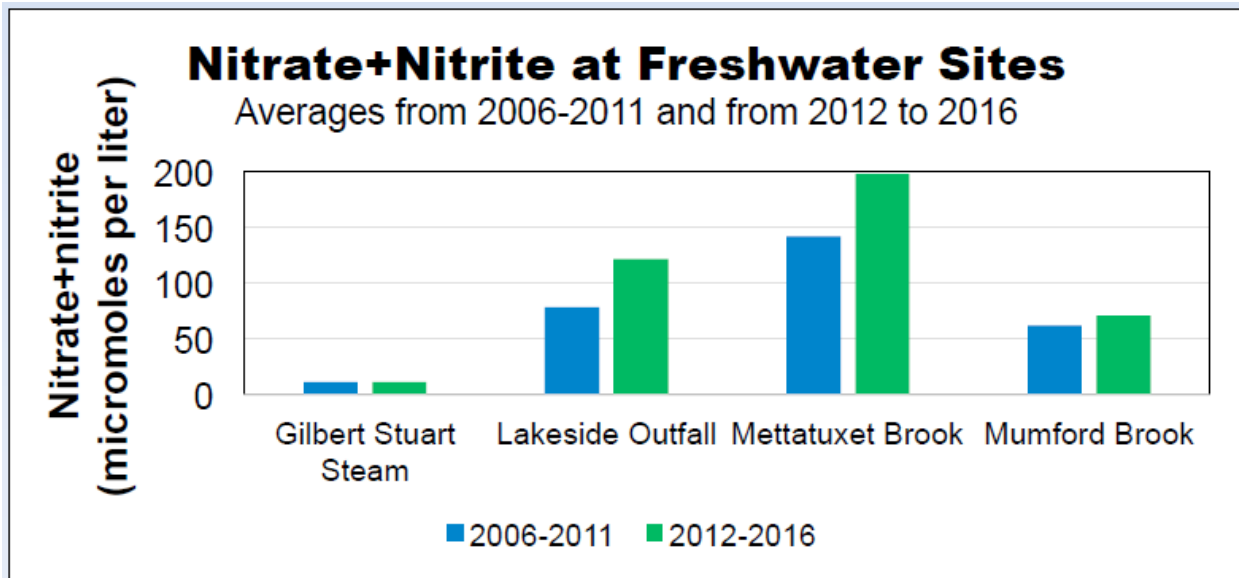 Nitrate+Nitrite at Freshwater Sites
Averages from 2006-2011 and from 2012 to 2016
Nitrate+nitrite
(micromoles per liter)
200
150
100
50
0
Gilbert Stuart
Steam
Lakeside Outfall
Mettatuxet Brook
Mumford Brook
2006-2011
2012-2016